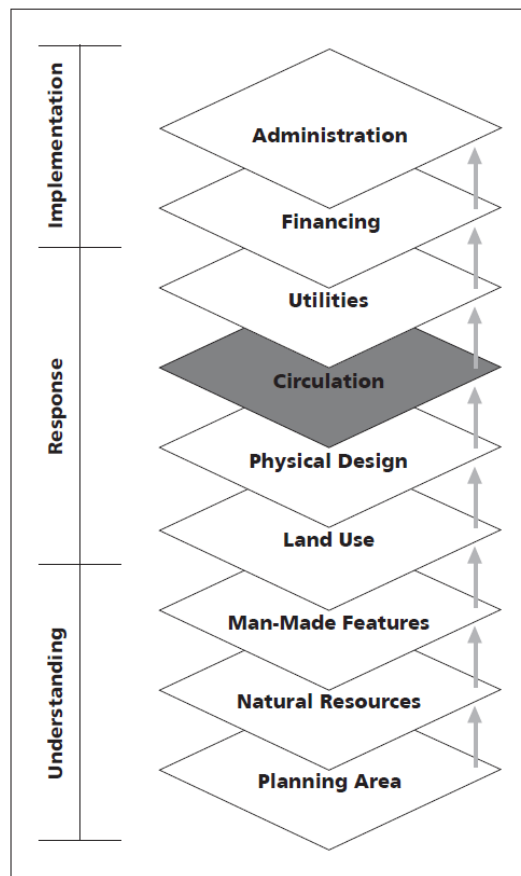 Implementation
Administration
Financing
Response
Utilities
Circulation
Physical Design
Land Use
Understanding
Man-Made Features
Natural Resources
Planning Area